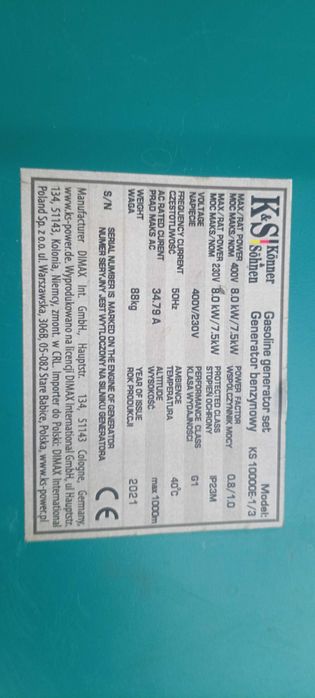 K&S Könner Söhnen
Gasoline generator set Model:
Generator benzynowy KS 10000E-1/3
MAX/RAT POWER 400V 8.0 kW/7.5kW POWER FACTOR 0.8/1.0
MOC MAKS/NOM WSPÓŁCZYNNIK MOCY
MAX/RAT POWER 230V 8.0 kW/7.5kW PROTECTED CLASS IP23M
MOC MAKS/NOM STOPIEŃ OCHRONY
VOLTAGE 400V/230V PERFORMANCE CLASS G1
NAPIĘCIE KLASA WYDAJNOŚCI
FREQUENCY CURRENT 50Hz AMBIENCE 40°C
CZĘSTOTLIWOŚĆ TEMPERATURA
AC RATED CURENT 34.79 A ALTITUDE max 1000m
PRĄD MAKS AC WYSOKOŚĆ
WEIGHT 88kg YEAR OF ISSUE 2021
WAGA ROK PRODUKCJI
S/N SERIAL NUMBER IS MARKED ON THE ENGINE OF GENERATOR CE
NUMER SERYJNY JEST WYTŁOCZONY NA SILNIKU GENERATORA
Manufacturer DIMAX Int. GmbH, Hauptstr. 134, 51143 Cologne, Germany,
www.ks-power.de. Wyprodukowano na licencji DIMAX International GmbH, ul Hauptstr.
134, 51143, Kolonia, Niemcy, zmont. w CRL. Importer do Polski: DIMAX International
Poland Sp. z o.o. ul. Warszawska, 306B, 05-082 Stare Babice, Polska, www.ks-power.pl